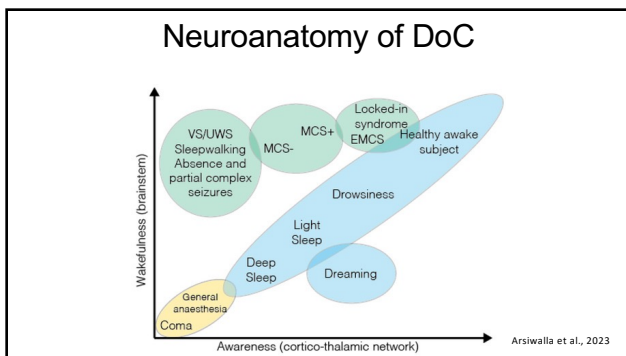 Neuroanatomy of DoC
Wakefulness (brainstem)
VS/UWS
Sleepwalking
Absence and
partial complex
seizures
MCS-
MCS+
Locked-in
syndrome
EMCS
Healthy awake
subject
Drowsiness
Light
Sleep
Deep
Sleep
Dreaming
General
anaesthesia
Coma
Awareness (cortico-thalamic network)
Arsiwalla et al., 2023